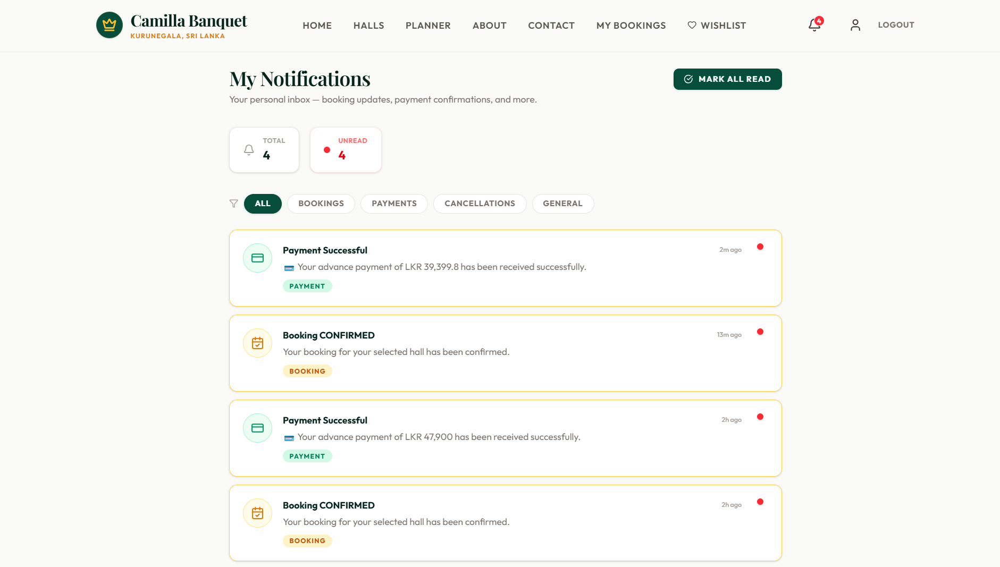 Camilla Banquet
KURUNEGALA, SRI LANKA
HOME
HALLS
PLANNER
ABOUT
CONTACT
MY BOOKINGS
WISHLIST
4
LOGOUT
My Notifications
MARK ALL READ
Your personal inbox — booking updates, payment confirmations, and more.
TOTAL
4
UNREAD
4
ALL
BOOKINGS
PAYMENTS
CANCELLATIONS
GENERAL
Payment Successful
2m ago
💳 Your advance payment of LKR 39,399.8 has been received successfully.
PAYMENT
Booking CONFIRMED
13m ago
Your booking for your selected hall has been confirmed.
BOOKING
Payment Successful
2h ago
💳 Your advance payment of LKR 47,900 has been received successfully.
PAYMENT
Booking CONFIRMED
2h ago
Your booking for your selected hall has been confirmed.
BOOKING